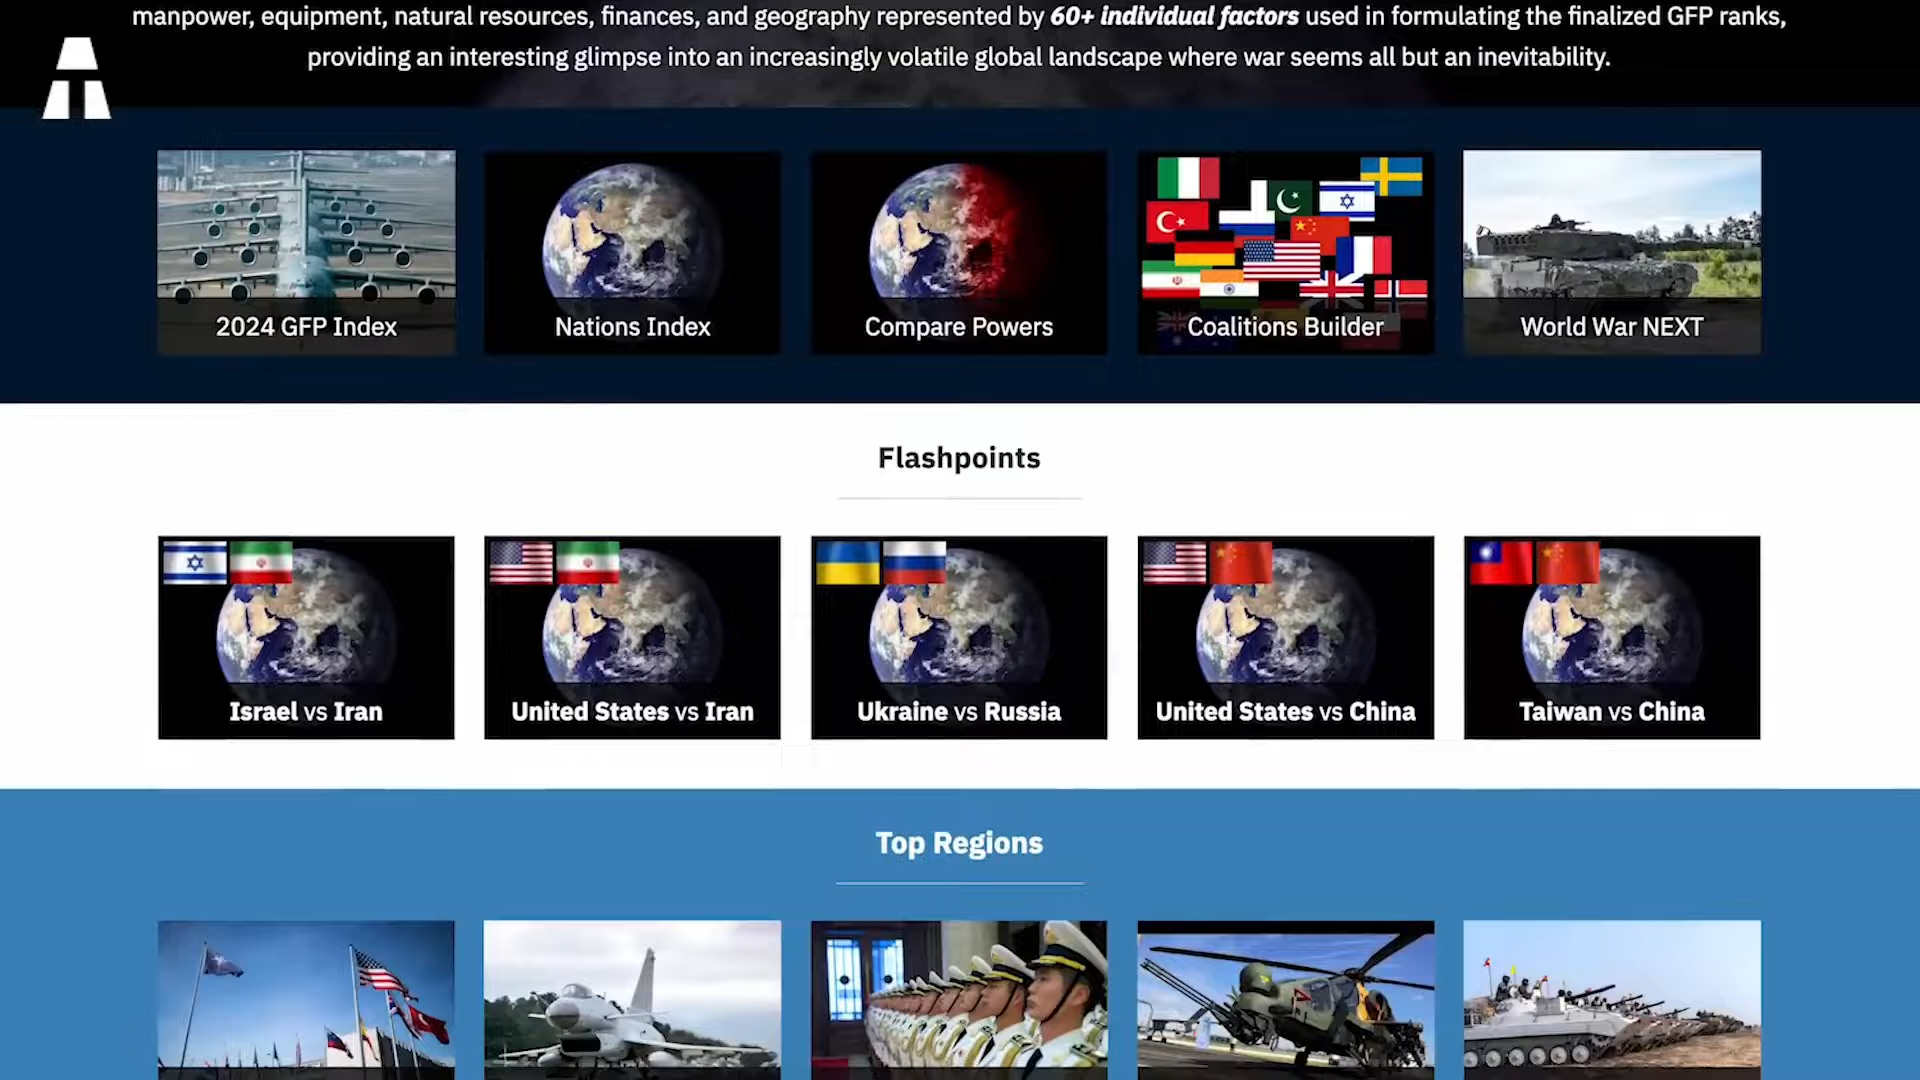 manpower, equipment, natural resources, finances, and geography represented by 60+ individual factors used in formulating the finalized GFP ranks,
providing an interesting glimpse into an increasingly volatile global landscape where war seems all but an inevitability.
2024 GFP Index
Nations Index
Compare Powers
Coalitions Builder
World War NEXT
Flashpoints
Israel vs Iran
United States vs Iran
Ukraine vs Russia
United States vs China
Taiwan vs China
Top Regions